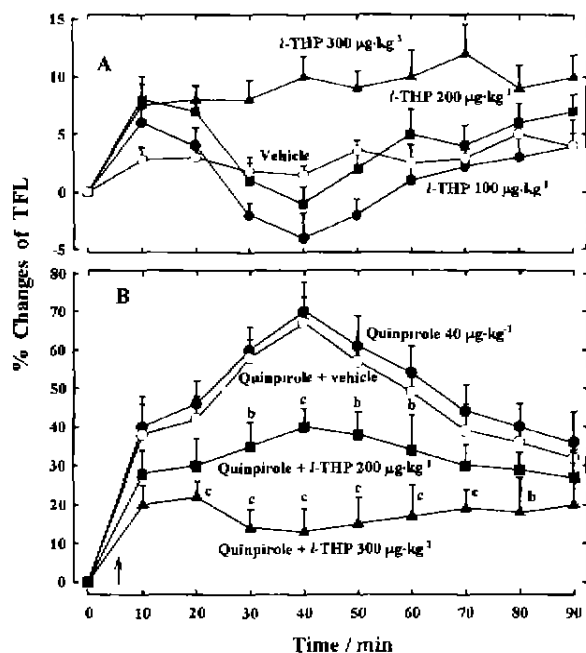 % Changes of TFL
15
10
5
0
-5
A
l-THP 300 μg·kg⁻¹
l-THP 200 μg·kg⁻¹
Vehicle
l-THP 100 μg·kg⁻¹
80
70
60
50
40
30
20
10
0
B
Quinpirole 40 μg·kg⁻¹
Quinpirole + vehicle
b c b b
Quinpirole + l-THP 200 μg·kg⁻¹
c c c c c c b
Quinpirole + l-THP 300 μg·kg⁻¹
0 10 20 30 40 50 60 70 80 90
Time / min